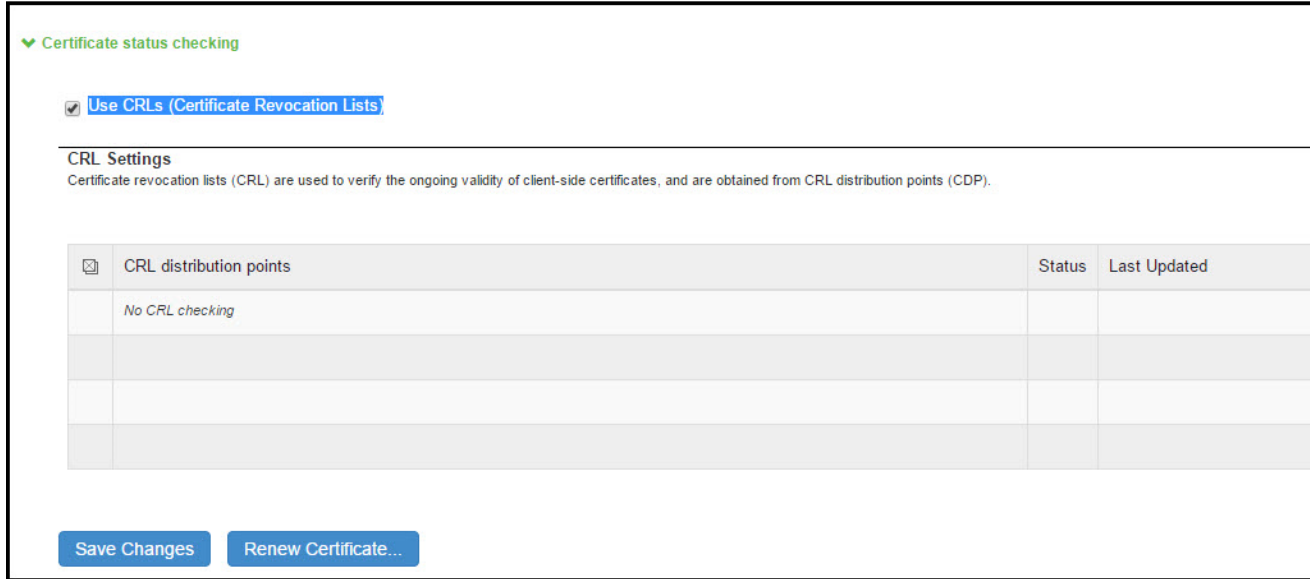 Certificate status checking
Use CRLs (Certificate Revocation Lists)
CRL Settings
Certificate revocation lists (CRL) are used to verify the ongoing validity of client-side certificates, and are obtained from CRL distribution points (CDP).
CRL distribution points Status Last Updated
No CRL checking
Save Changes Renew Certificate...